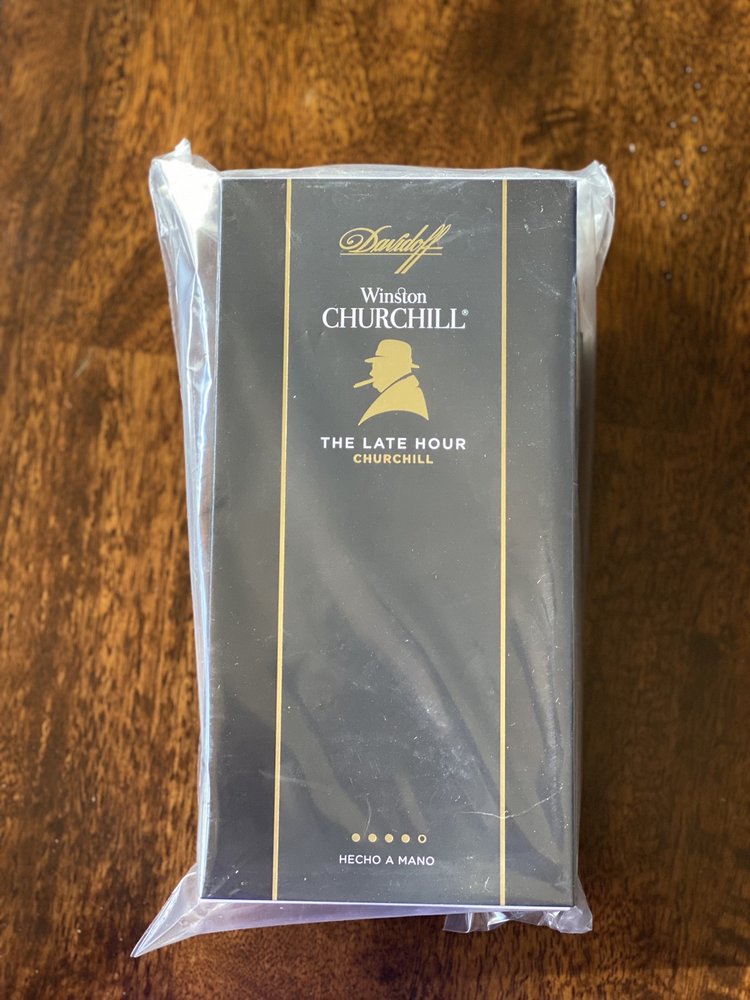 Davidoff
Winston
CHURCHILL®
THE LATE HOUR
CHURCHILL
HECHO A MANO